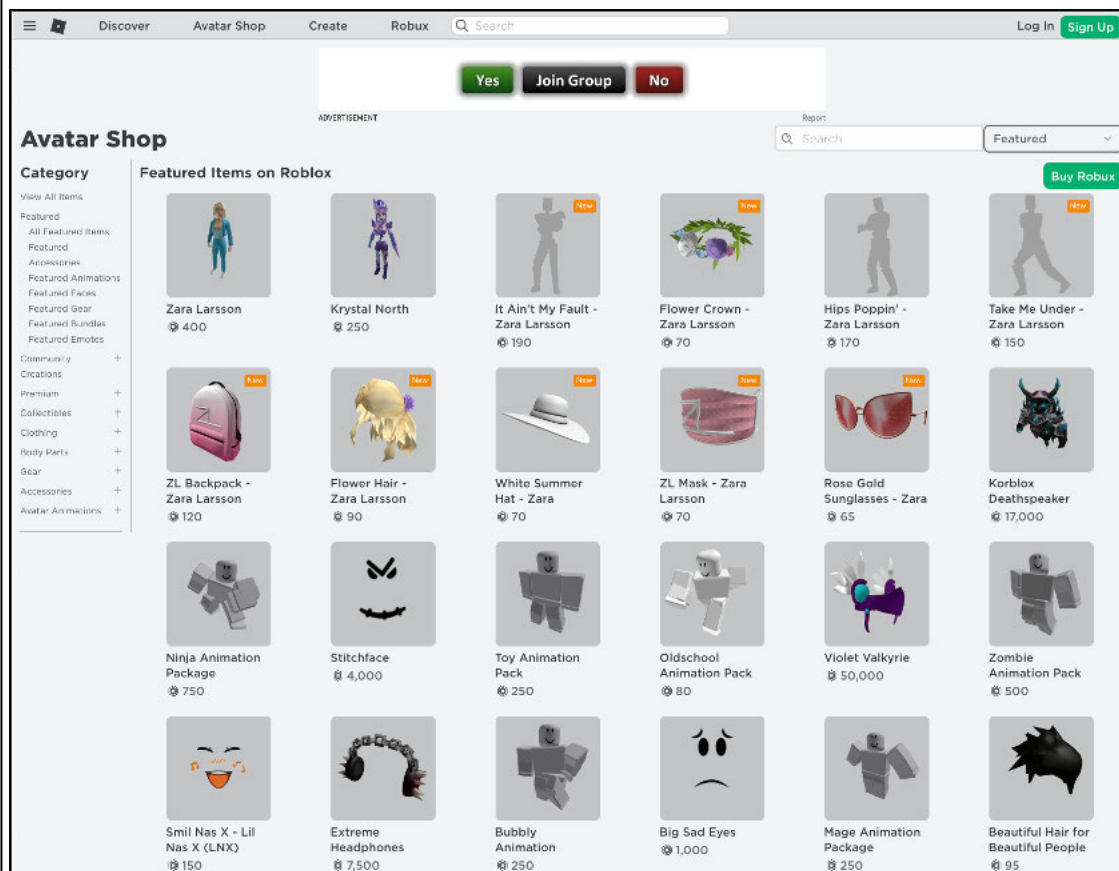 Discover Avatar Shop Create Robux Search Log In Sign Up
Yes Join Group No
ADVERTISEMENT Report
Avatar Shop
Search Featured
Category
View All Items
Featured
All Featured Items
Featured
Accessories
Featured Animations
Featured Faces
Featured Gear
Featured Bundles
Featured Emotes
Community +
Creations
Premium +
Collectibles +
Clothing +
Body Parts +
Gear +
Accessories +
Avatar Animations +
Featured Items on Roblox
Buy Robux
Zara Larsson
400
Krystal North
250
New
It Ain't My Fault -
Zara Larsson
190
New
Flower Crown -
Zara Larsson
70
Hips Poppin' -
Zara Larsson
170
New
Take Me Under -
Zara Larsson
150
New
ZL Backpack -
Zara Larsson
120
New
Flower Hair -
Zara Larsson
90
New
White Summer
Hat - Zara
70
New
ZL
ZL Mask - Zara
Larsson
70
New
Rose Gold
Sunglasses - Zara
65
Korblox
Deathspeaker
17,000
Ninja Animation
Package
750
Stitchface
4,000
Toy Animation
Pack
250
Oldschool
Animation Pack
80
Violet Valkyrie
50,000
Zombie
Animation Pack
500
Smil Nas X - Lil
Nas X (LNX)
150
Extreme
Headphones
7,500
Bubbly
Animation
250
Big Sad Eyes
1,000
Mage Animation
Package
250
Beautiful Hair for
Beautiful People
95